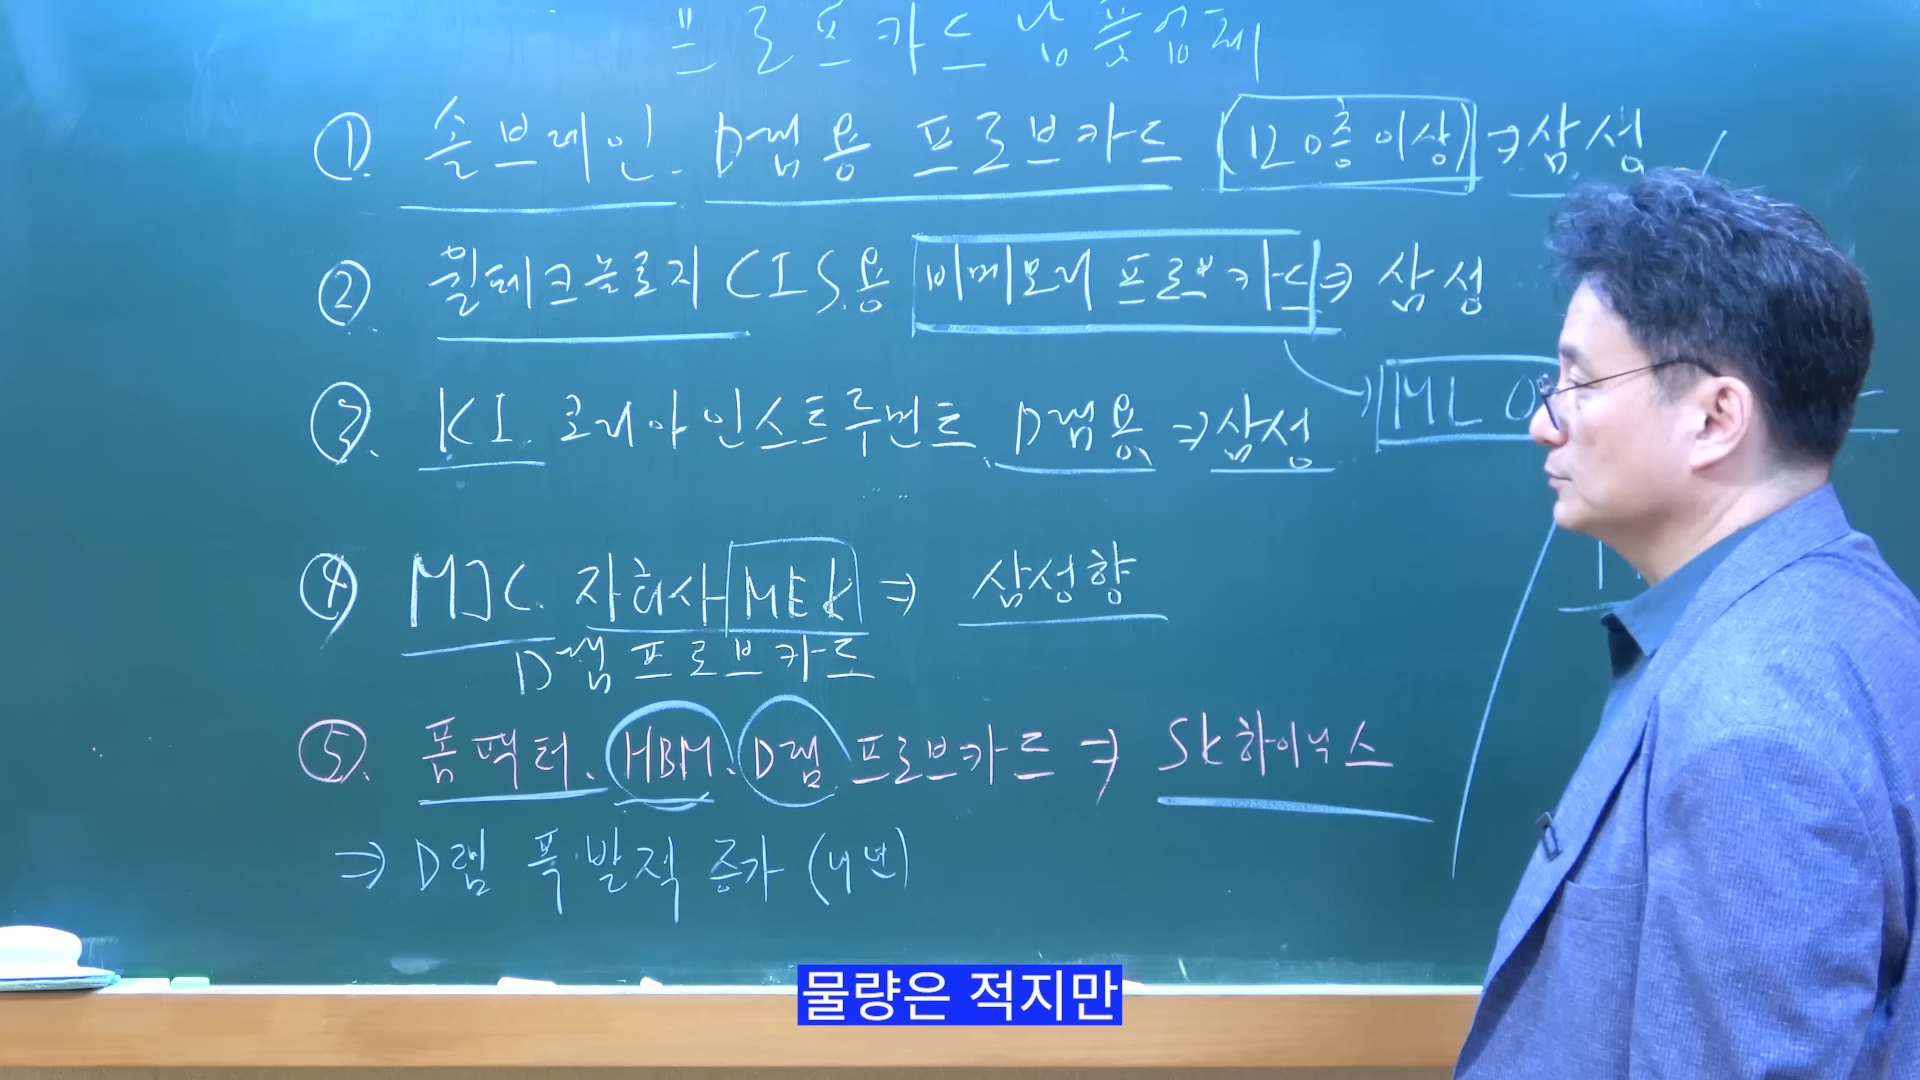 프로프카드 납품업체
① 솔브레인. D램용 프로브카드 (120층 이상) ⇒ 삼성
② 윌테크놀로지 CIS용 비메모리 프로브카드 ⇒ 삼성
③. KI. 코리아인스트루먼트 D램용 ⇒ 삼성
ML
④ MJC. 자회사 MEK ⇒ 삼성향
D램 프로브카드
⑤. 폼팩터. HBM. D램 프로브카드 ⇒ SK하이닉스
⇒ D램 폭발적 증가 (내년)
물량은 적지만